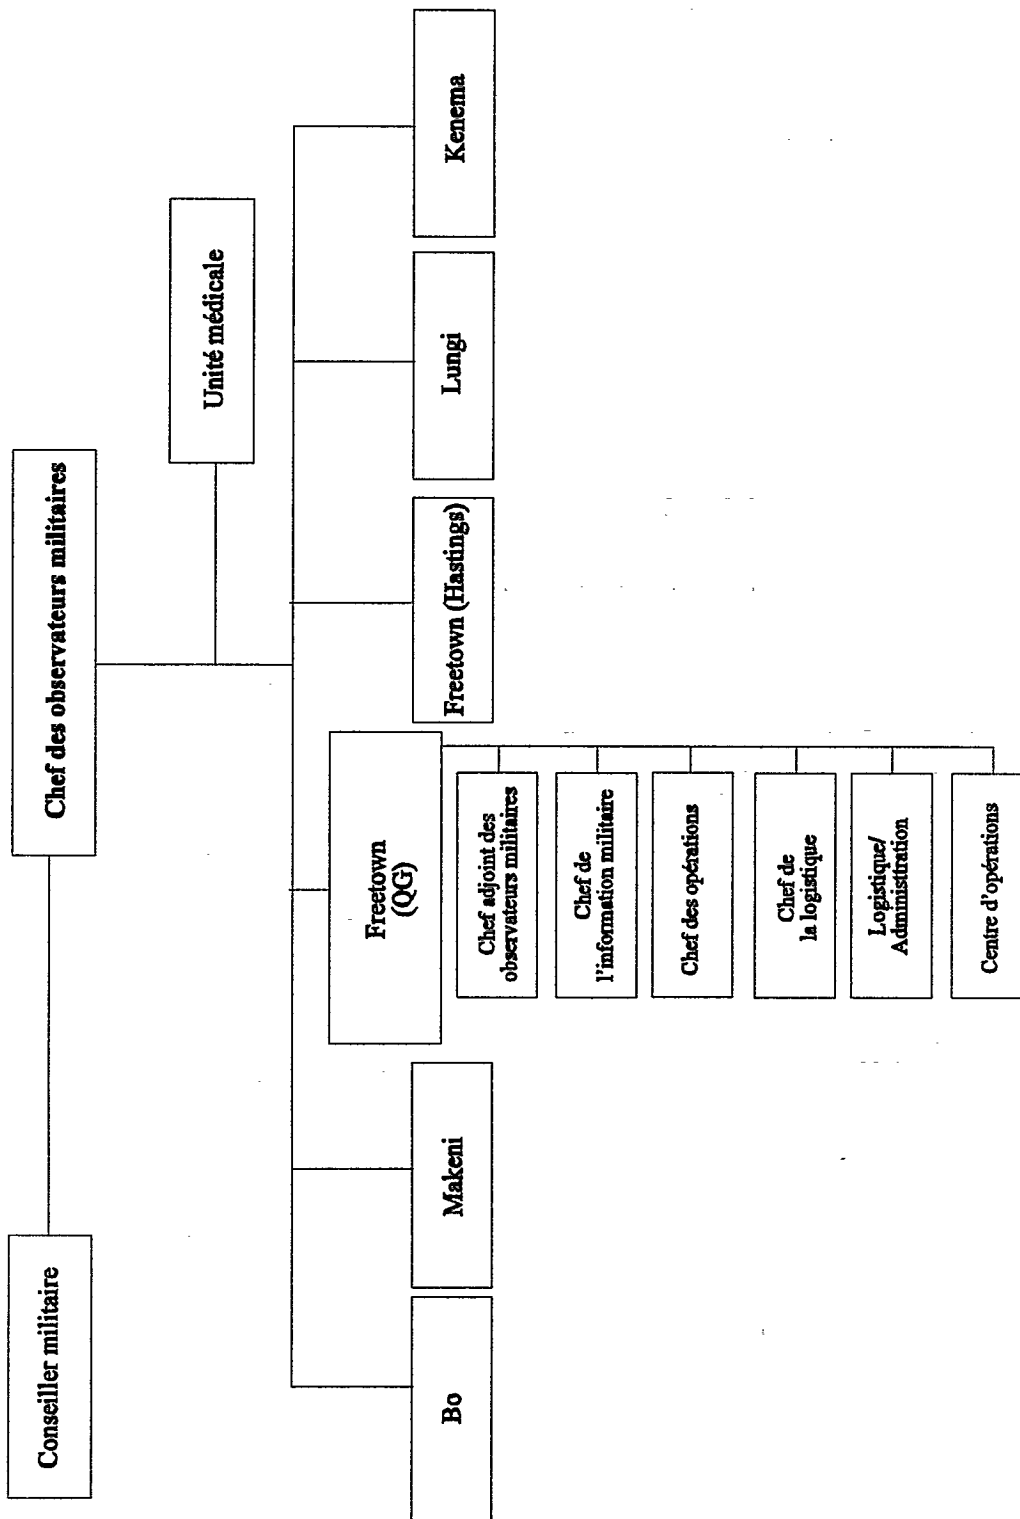 Conseiller militaire
Chef des observateurs militaires
Unité médicale
Bo
Makeni
Freetown
(QG)
Freetown (Hastings)
Lungi
Kenema
Chef adjoint des
observateurs militaires
Chef de
l'information militaire
Chef des opérations
Chef de
la logistique
Logistique/
Administration
Centre d'opérations